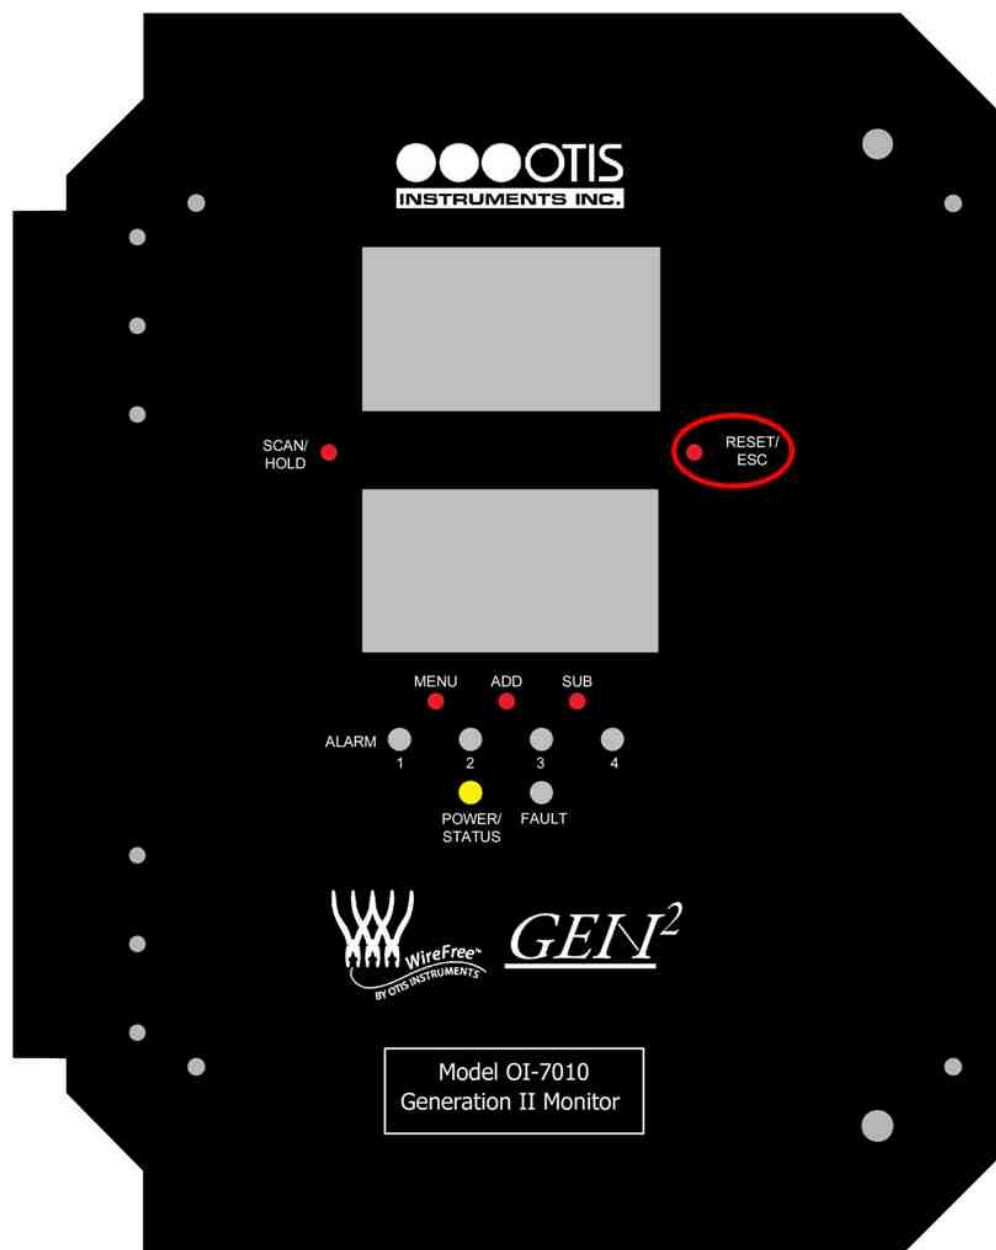 OTIS
INSTRUMENTS INC.
SCAN/
HOLD
RESET/
ESC
MENU ADD SUB
ALARM
1 2 3 4
POWER/
STATUS
FAULT
WireFree™
BY OTIS INSTRUMENTS
GEN²
Model OI-7010
Generation II Monitor